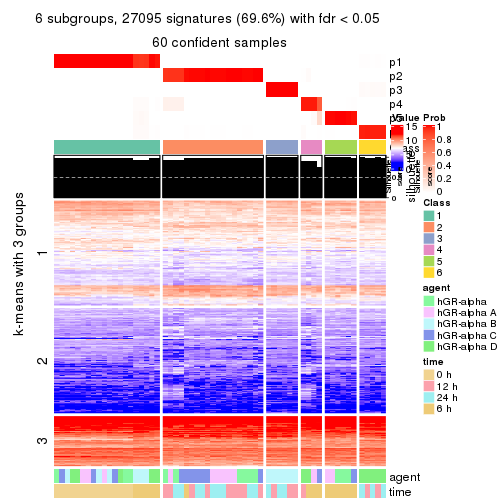 6 subgroups, 27095 signatures (69.6%) with fdr < 0.05
60 confident samples
p1
p2
p3
p4
Value
15
10
5
0
Prob
1
0.8
0.6
0.4
0.2
0
silhouette
score
k-means with 3 groups
1
2
3
Class
1
2
3
4
5
6
agent
hGR-alpha
hGR-alpha A
hGR-alpha B
hGR-alpha C
hGR-alpha D
time
0 h
12 h
24 h
6 h
agent
time